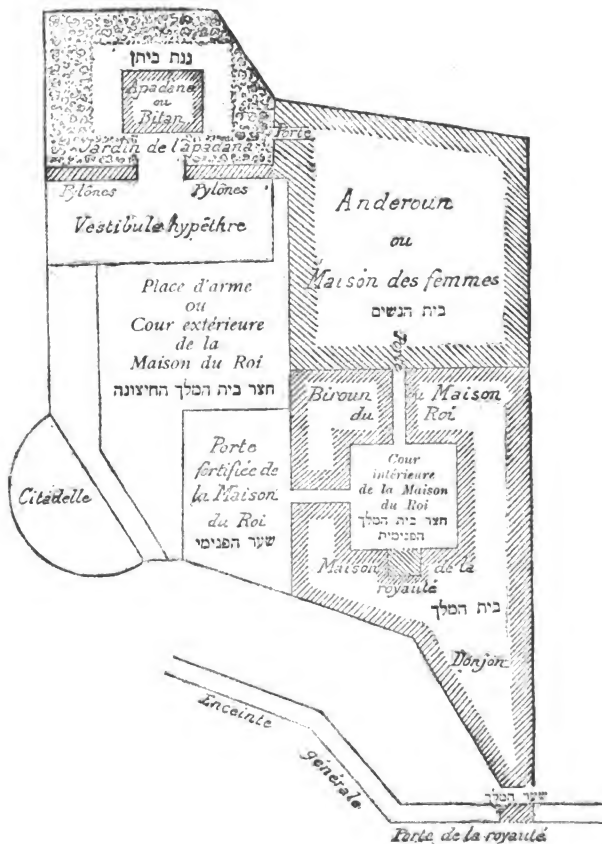 גנת ביתן
Apadana
ou
Bitan
Jardin de l'apadana
Porte
Pylônes
Pylônes
Vestibule hypêthre
Anderoun
ou
Maison des femmes
בית הנשים
Porte
Place d'arme
ou
Cour extérieure
de la
Maison du Roi
חצר בית המלך החיצונה
Biroun ou Maison
du Roi
Porte
fortifiée de
la Maison
du Roi
שער הפנימי
Cour
intérieure
de la Maison
du Roi
חצר בית המלך
הפנימית
Citadelle
Maison de la
royauté
בית המלך
Donjon
Enceinte
générale
שער המלך
Porte de la royauté